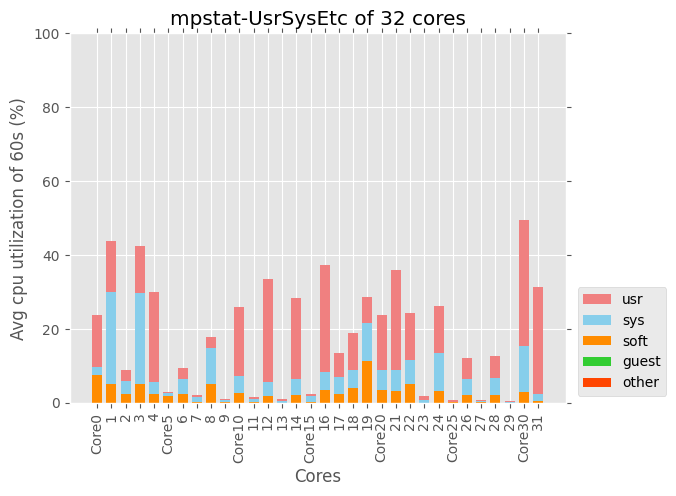 mpstat-UsrSysEtc of 32 cores
Avg cpu utilization of 60s (%)
100
80
60
40
20
0
Core0
1
2
3
4
Core5
6
7
8
9
Core10
11
12
13
14
Core15
16
17
18
19
Core20
21
22
23
24
Core25
26
27
28
29
Core30
31
Cores
usr
sys
soft
guest
other